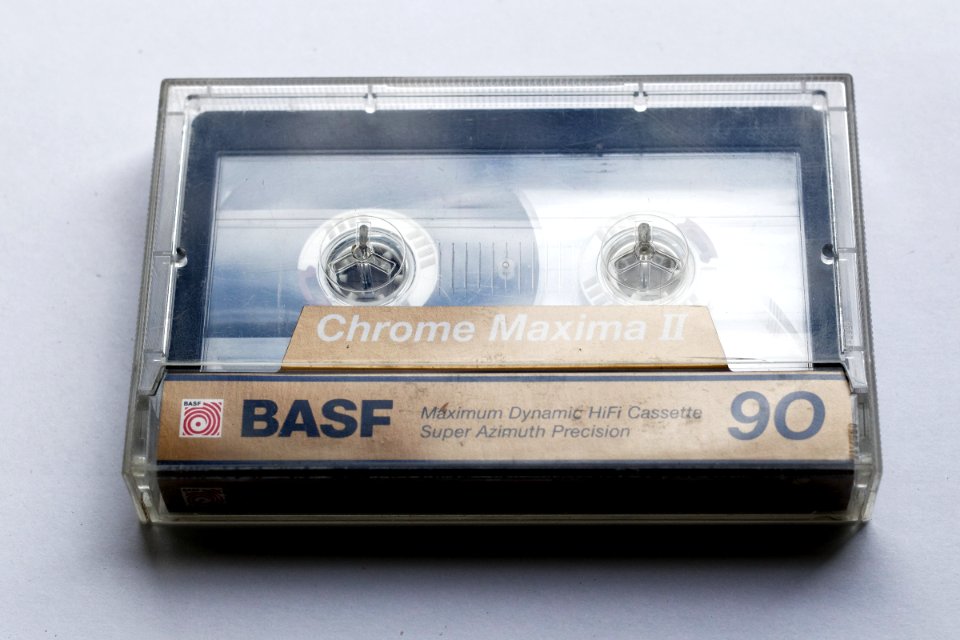 Chrome Maxima II
BASF
BASF
Maximum Dynamic HiFi Cassette
Super Azimuth Precision
90